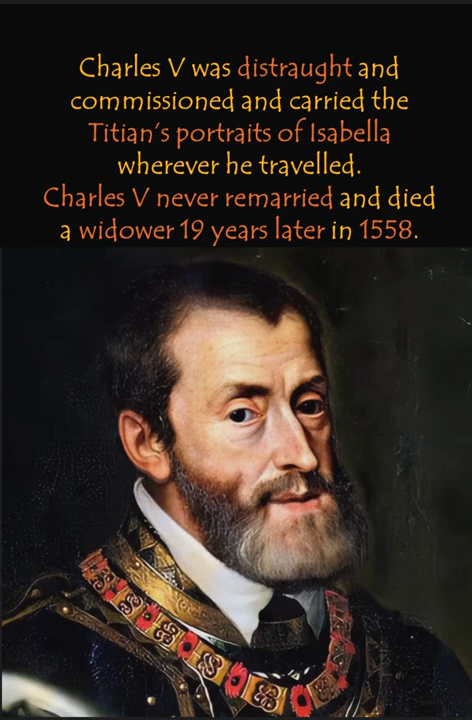 Charles V was distraught and
commissioned and carried the
Titian's portraits of Isabella
wherever he travelled.
Charles V never remarried and died
a widower 19 years later in 1558.